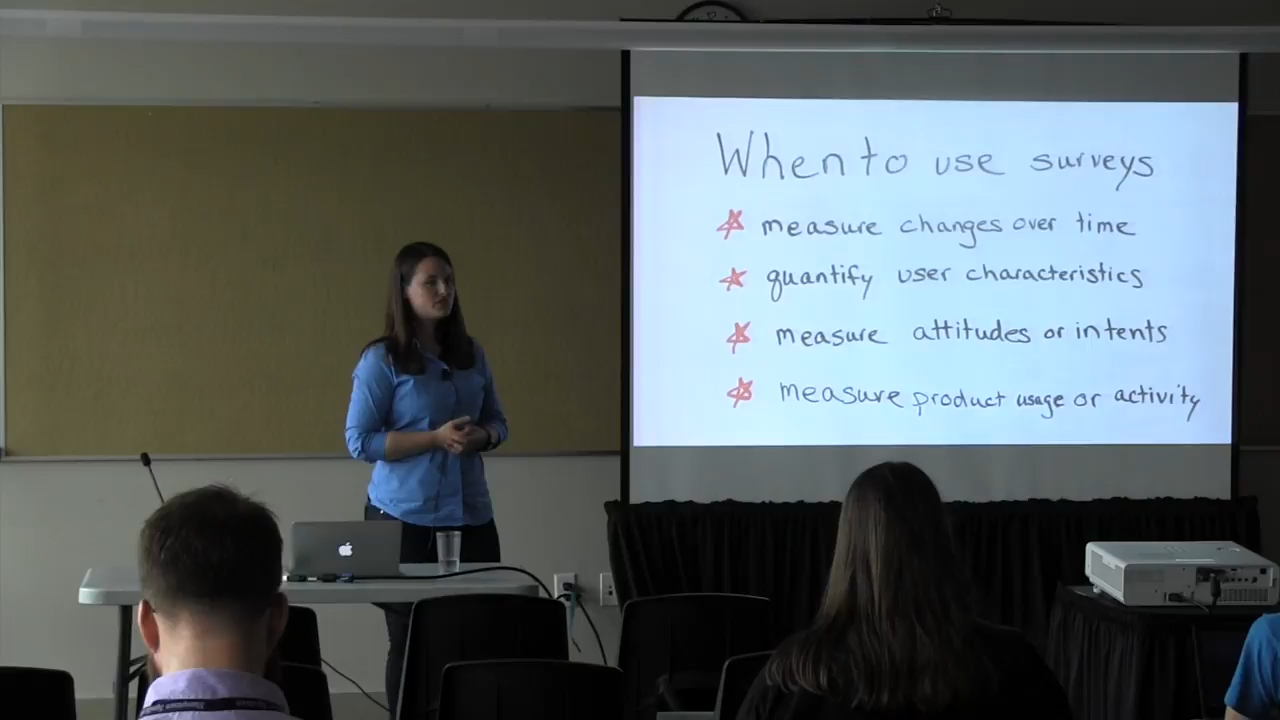 When to use surveys
measure changes over time
quantify user characteristics
measure attitudes or intents
measure product usage or activity